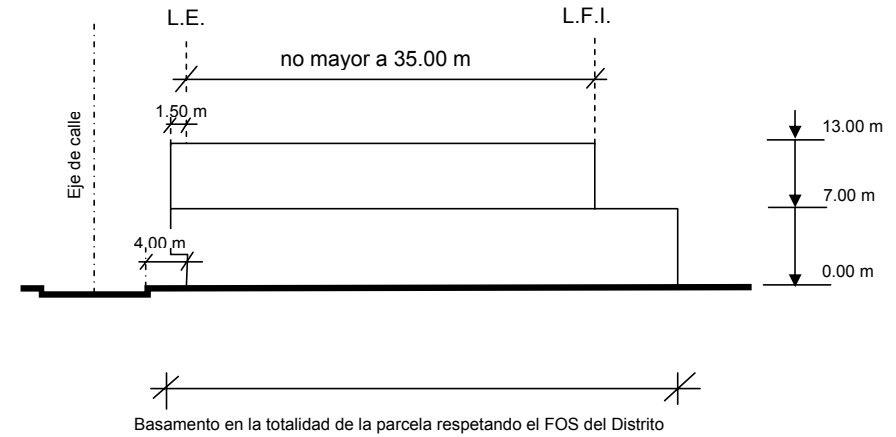 L.E.
L.F.I.
no mayor a 35.00 m
1.50 m
13.00 m
Eje de calle
7.00 m
4.00 m
0.00 m
Basamento en la totalidad de la parcela respetando el FOS del Distrito